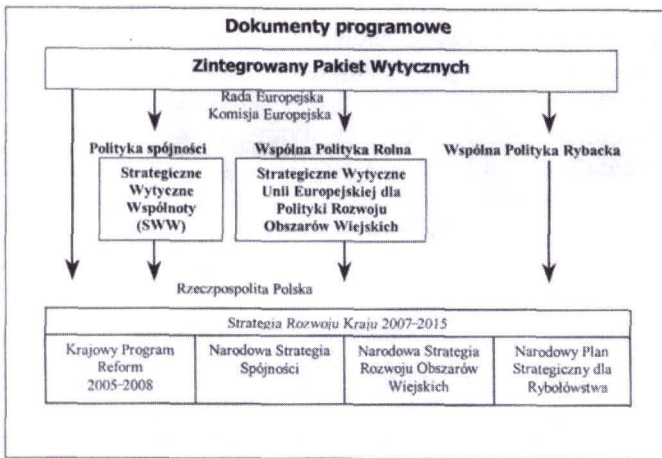 Dokumenty programowe
Zintegrowany Pakiet Wytycznych
Rada Europejska
Komisja Europejska
Polityka spójności
Strategiczne
Wytyczne
Wspólnoty
(SWW)
Wspólna Polityka Rolna
Strategiczne Wytyczne
Unii Europejskiej dla
Polityki Rozwoju
Obszarów Wiejskich
Wspólna Polityka Rybacka
Rzeczpospolita Polska
Strategia Rozwoju Kraju 2007–2015
Krajowy Program
Reform
2005–2008
Narodowa Strategia
Spójności
Narodowa Strategia
Rozwoju Obszarów
Wiejskich
Narodowy Plan
Strategiczny dla
Rybołówstwa